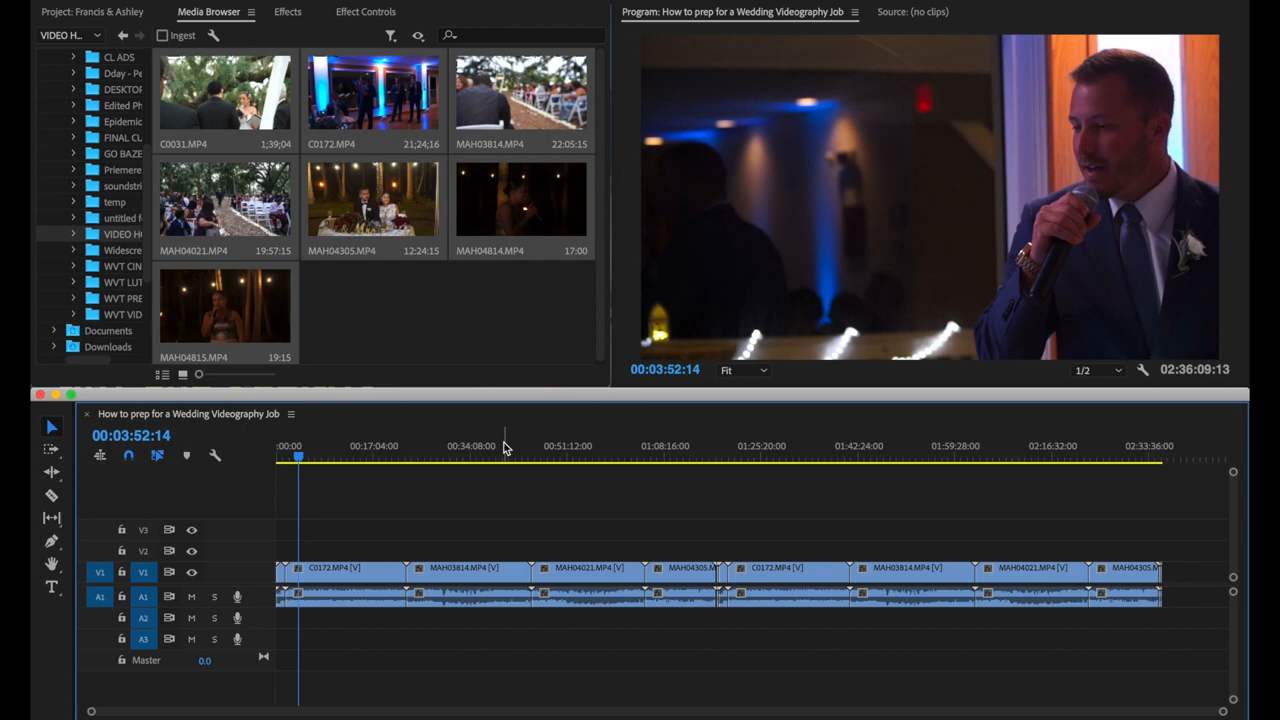 Project: Francis & Ashley
Media Browser
Effects
Effect Controls
Program: How to prep for a Wedding Videography Job
Source: (no clips)
VIDEO H...
Ingest
CL ADS
Dday - Pe
DESKTOP
Edited Ph
Epidemic
FINAL CU
GO BAZE
Priemere
soundstri
temp
untitled f
VIDEO HO
Widescre
WVT CIN
WVT LUT
WVT PRE
WVT VID
Documents
Downloads
C0031.MP4 1;39;04
C0172.MP4 21;24;16
MAH03814.MP4 22:05:15
MAH04021.MP4 19:57:15
MAH04305.MP4 12:24:15
MAH04814.MP4 17:00
MAH04815.MP4 19:15
00:03:52:14
Fit
1/2
02:36:09:13
How to prep for a Wedding Videography Job
00:03:52:14
:00:00 00:17:04:00 00:34:08:00 00:51:12:00 01:08:16:00 01:25:20:00 01:42:24:00 01:59:28:00 02:16:32:00 02:33:36:00
V3
V2
V1 V1
C0172.MP4 [V] MAH03814.MP4 [V] MAH04021.MP4 [V] MAH04305.M C0172.MP4 [V] MAH03814.MP4 [V] MAH04021.MP4 [V] MAH04305.M
A1 A1 M S
A2 M S
A3 M S
Master 0.0